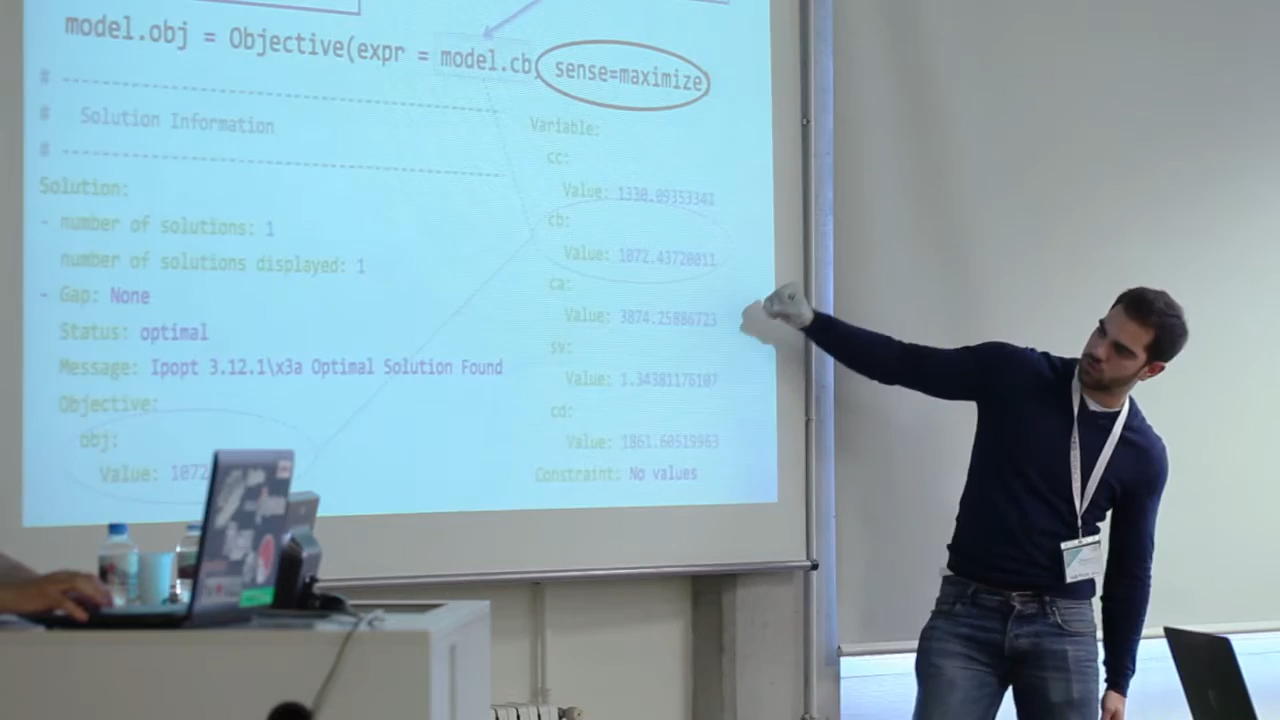 model.obj = Objective(expr = model.cb, sense=maximize
# ----------------------------------------------------------
#   Solution Information
# ----------------------------------------------------------
Solution:
- number of solutions: 1
  number of solutions displayed: 1
- Gap: None
  Status: optimal
  Message: Ipopt 3.12.1\x3a Optimal Solution Found
  Objective:
    obj:
      Value: 1072
Variable:
  cc:
    Value: 1330.09353341
  cb:
    Value: 1072.43720011
  ca:
    Value: 3874.25886723
  sv:
    Value: 1.34381176107
  cd:
    Value: 1861.60519963
Constraint: No values